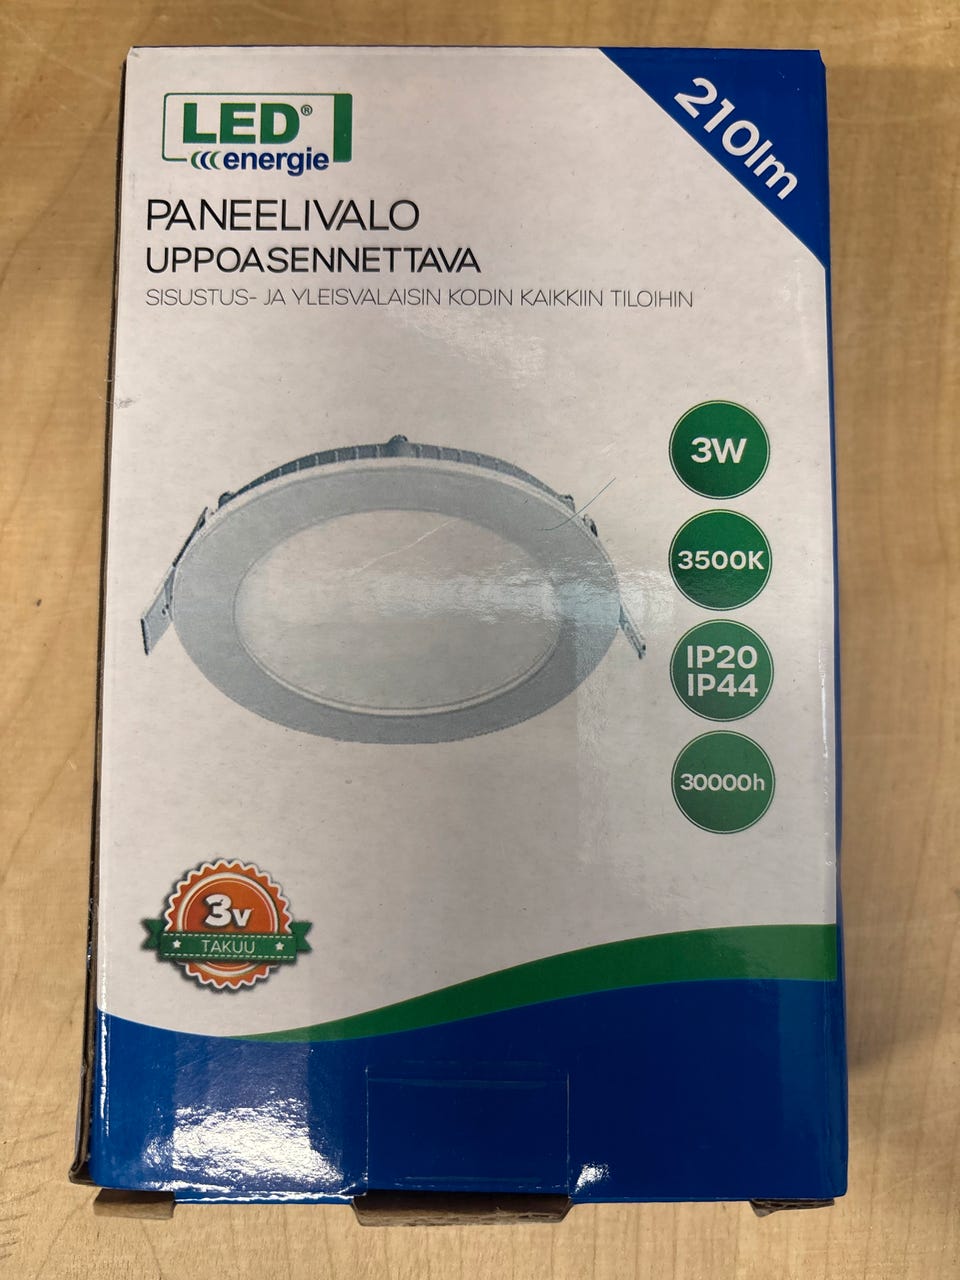 LED®
energie
210lm
PANEELIVALO
UPPOASENNETTAVA
SISUSTUS- JA YLEISVALAISIN KODIN KAIKKIIN TILOIHIN
3W
3500K
IP20
IP44
30000h
3v
TAKUU